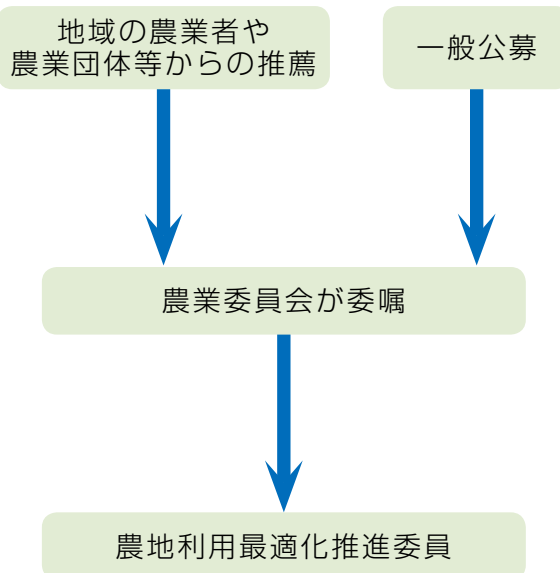 地域の農業者や
農業団体等からの推薦
一般公募
農業委員会が委嘱
農地利用最適化推進委員